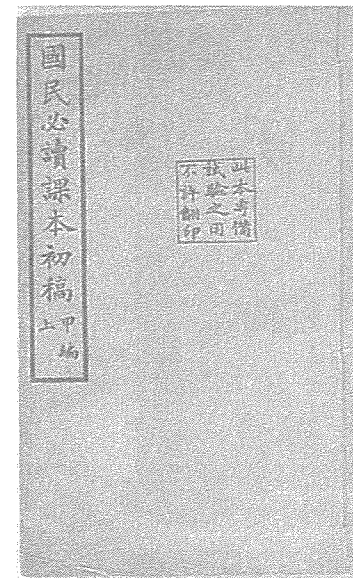 國民必讀課本初稿
甲編
上
此本專備
試驗之用
不許翻印